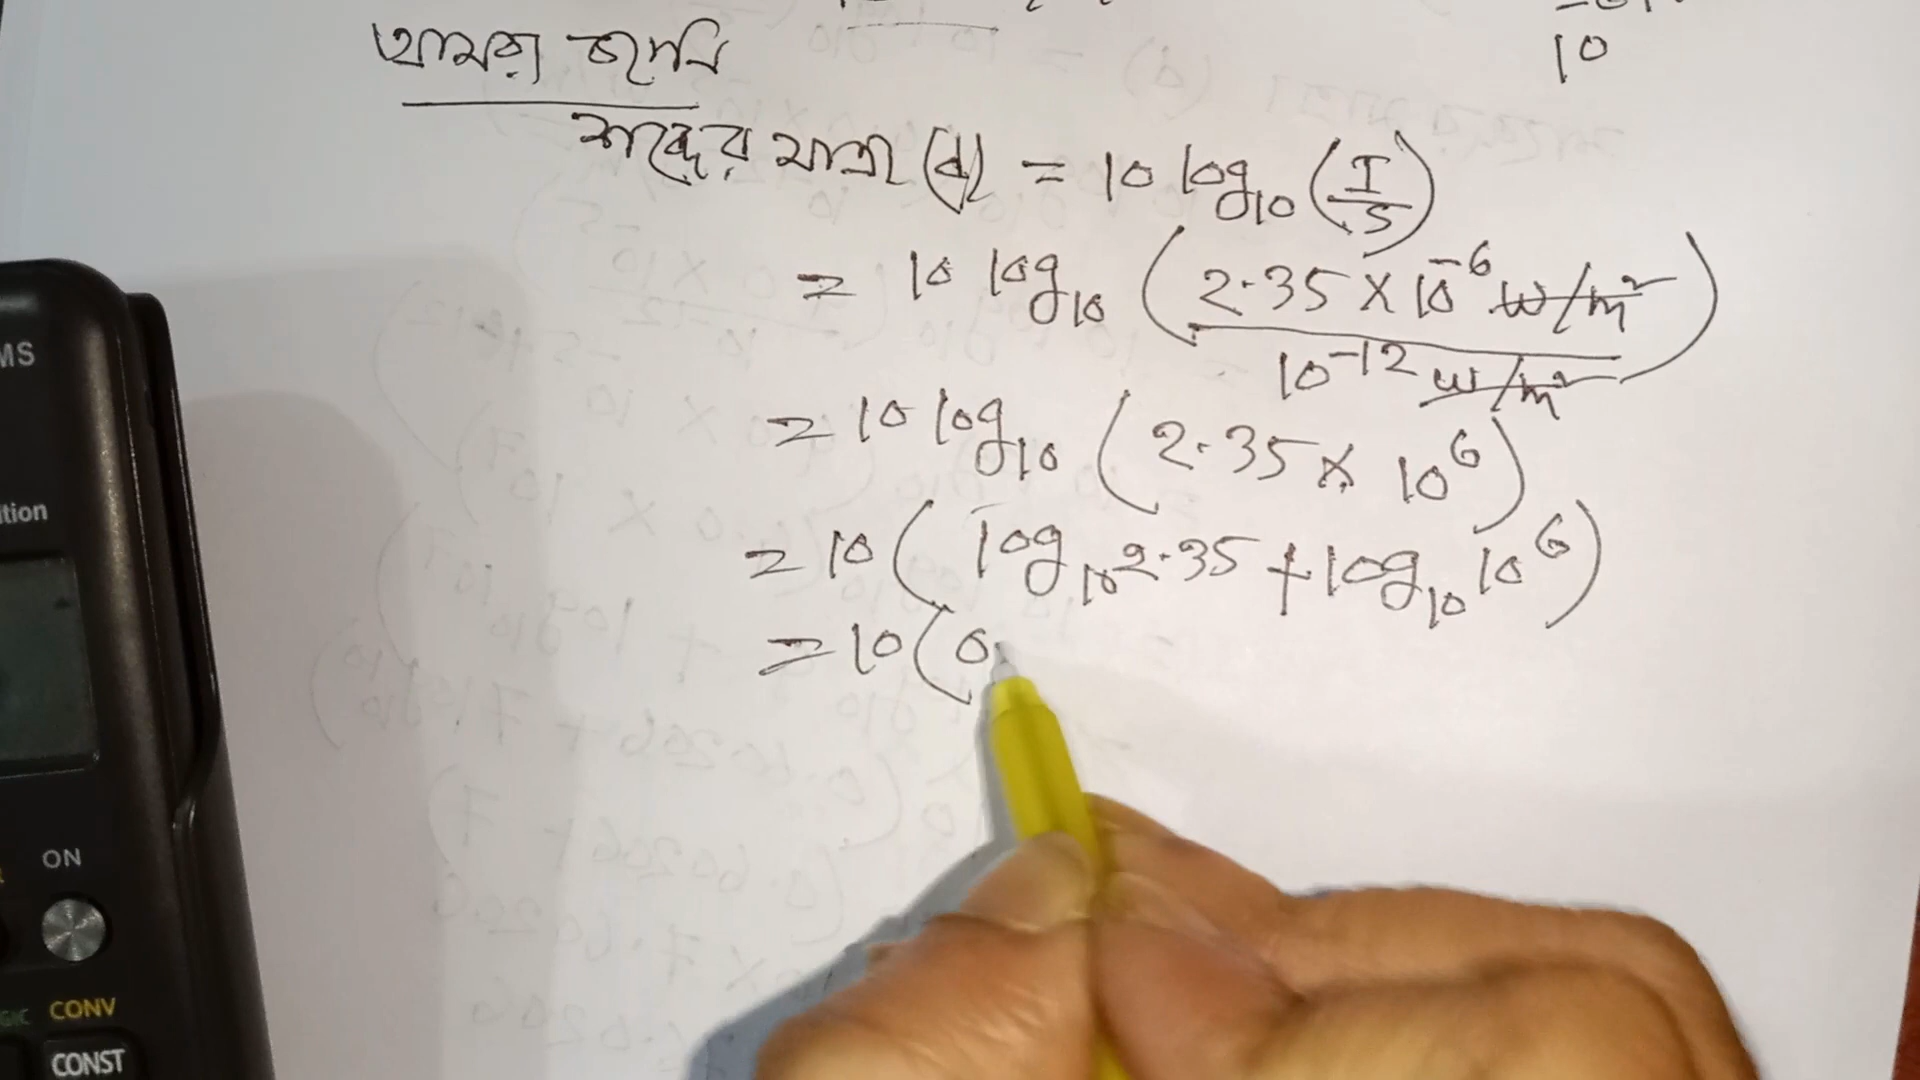 10
আমরা জানি
শব্দের মাত্রা (d) = 10 log₁₀ (I/S)
= 10 log₁₀ (2.35 × 10⁻⁶ W/m² / 10⁻¹² W/m²)
= 10 log₁₀ (2.35 × 10⁶)
= 10 ( log₁₀ 2.35 + log₁₀ 10⁶ )
= 10 ( 0.
MS
tion
ON
CONV
CONST